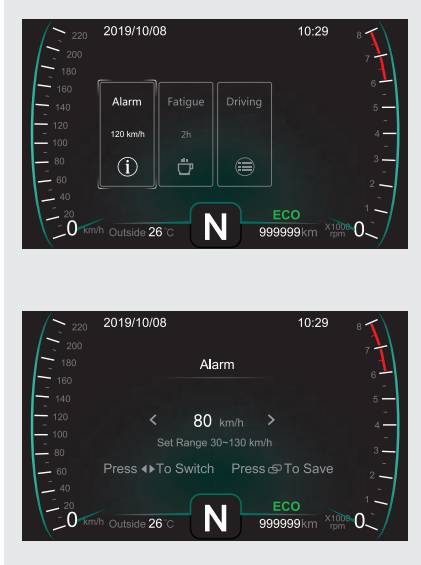 220
2019/10/08
10:29
8
200
7
180
160
6
Alarm
Fatigue
Driving
140
5
120
120 km/h
2h
4
100
80
3
60
2
40
1
20
0 km/h
Outside 26°C
N
ECO
999999km
X1000
rpm
0
220
2019/10/08
10:29
8
200
7
180
Alarm
160
6
140
5
120
80 km/h
100
4
Set Range 30~130 km/h
80
3
60
Press ◀▶To Switch
Press To Save
2
40
1
20
0 km/h
Outside 26°C
N
ECO
999999km
X1000
rpm
0